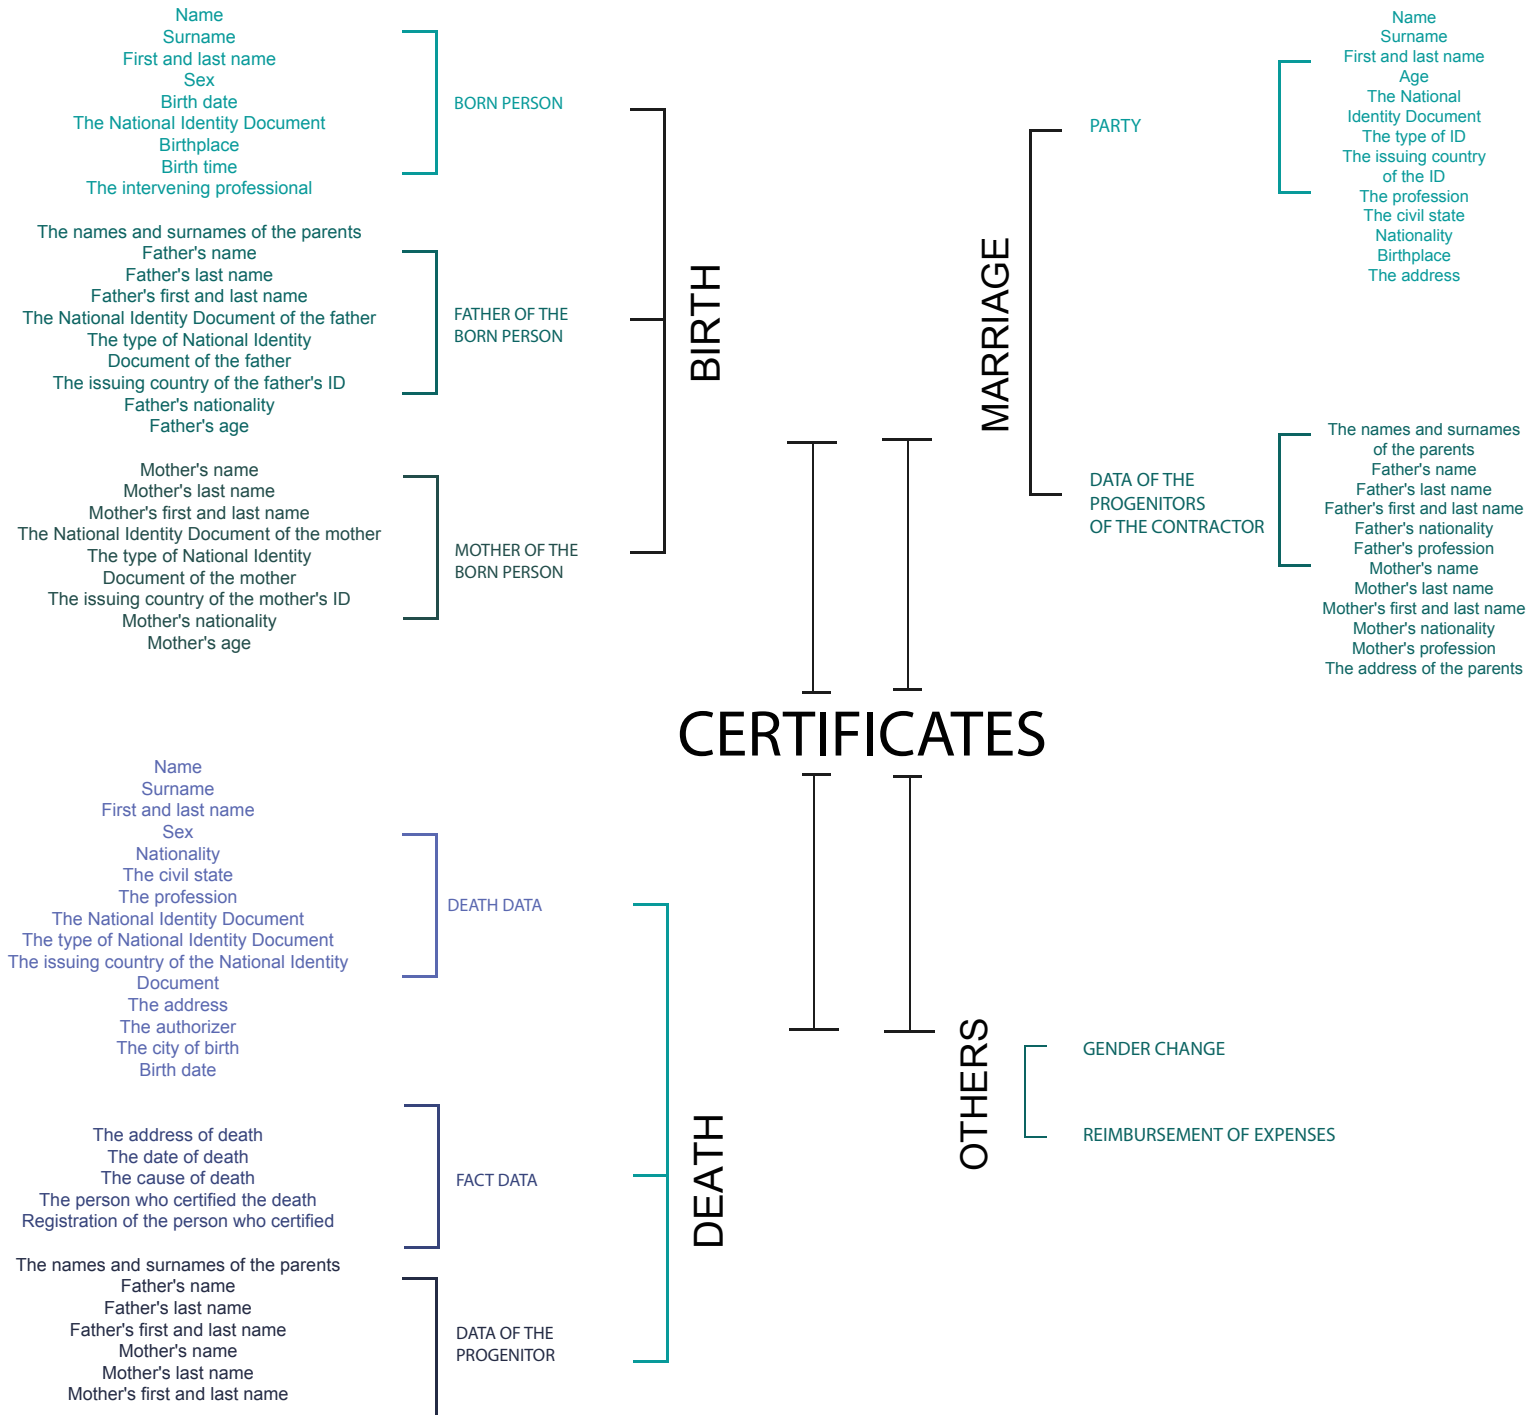 Name
Surname
First and last name
Sex
Birth date
The National Identity Document
Birthplace
Birth time
The intervening professional
BORN PERSON
The names and surnames of the parents
Father's name
Father's last name
Father's first and last name
The National Identity Document of the father
The type of National Identity
Document of the father
The issuing country of the father's ID
Father's nationality
Father's age
FATHER OF THE
BORN PERSON
Mother's name
Mother's last name
Mother's first and last name
The National Identity Document of the mother
The type of National Identity
Document of the mother
The issuing country of the mother's ID
Mother's nationality
Mother's age
MOTHER OF THE
BORN PERSON
BIRTH
MARRIAGE
PARTY
Name
Surname
First and last name
Age
The National
Identity Document
The type of ID
The issuing country
of the ID
The profession
The civil state
Nationality
Birthplace
The address
DATA OF THE
PROGENITORS
OF THE CONTRACTOR
The names and surnames
of the parents
Father's name
Father's last name
Father's first and last name
Father's nationality
Father's profession
Mother's name
Mother's last name
Mother's first and last name
Mother's nationality
Mother's profession
The address of the parents
CERTIFICATES
Name
Surname
First and last name
Sex
Nationality
The civil state
The profession
The National Identity Document
The type of National Identity Document
The issuing country of the National Identity
Document
The address
The authorizer
The city of birth
Birth date
DEATH DATA
The address of death
The date of death
The cause of death
The person who certified the death
Registration of the person who certified
FACT DATA
The names and surnames of the parents
Father's name
Father's last name
Father's first and last name
Mother's name
Mother's last name
Mother's first and last name
DATA OF THE
PROGENITOR
DEATH
OTHERS
GENDER CHANGE
REIMBURSEMENT OF EXPENSES